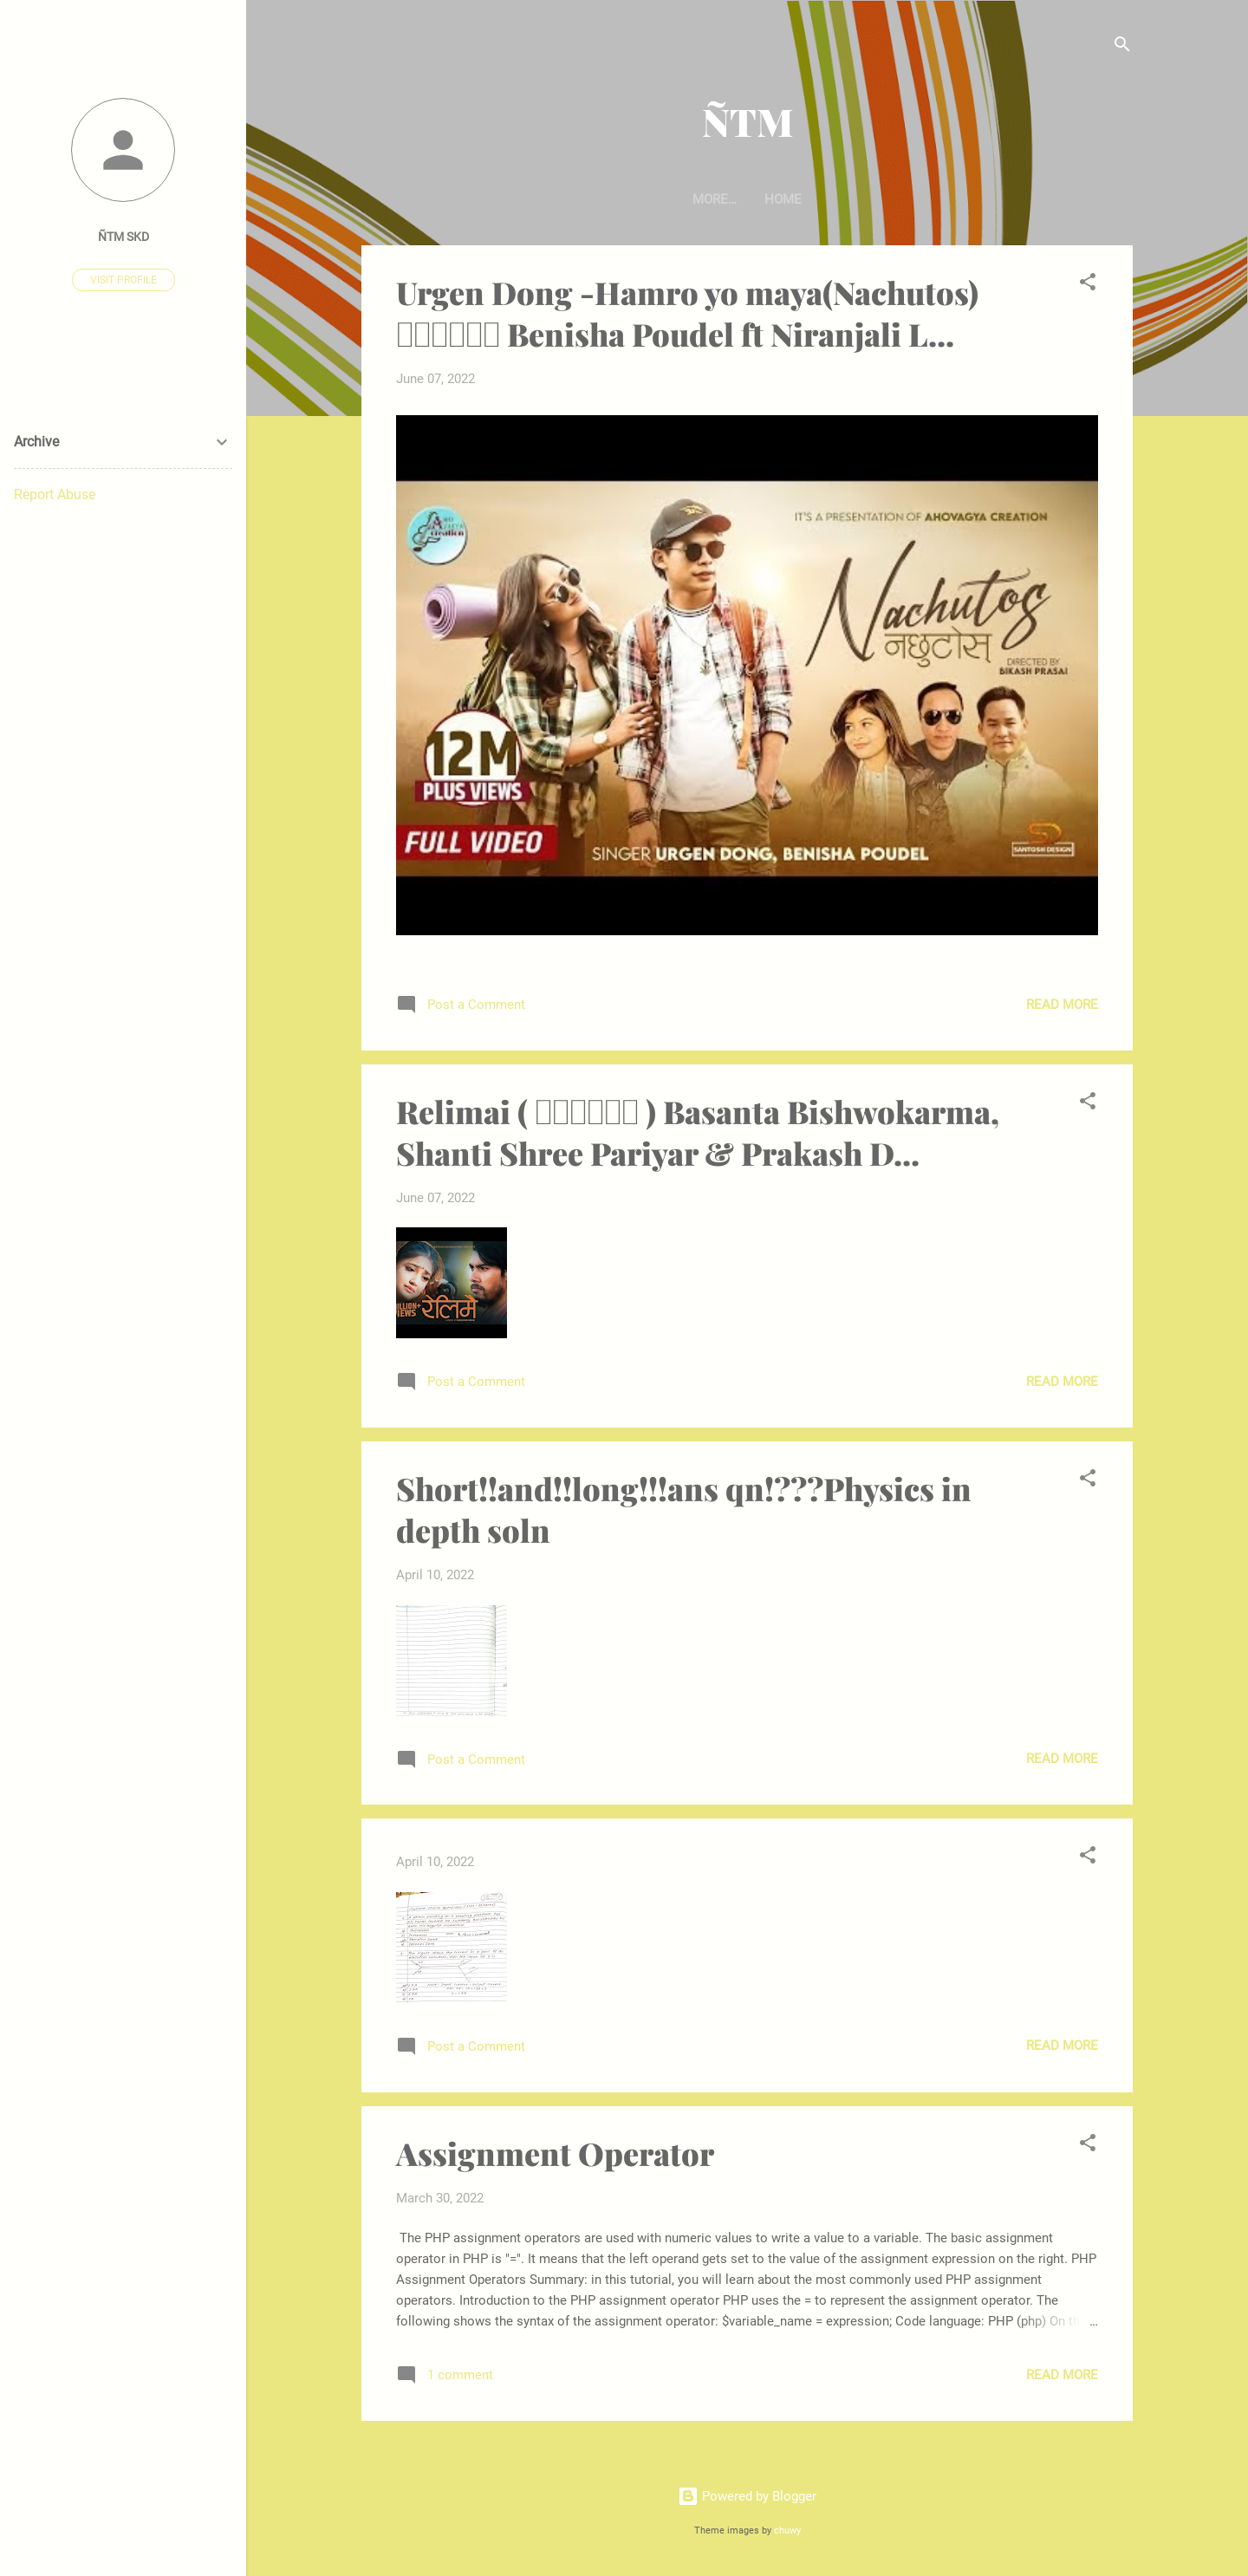 ÑTM
MORE… HOME
ÑTM SKD
VISIT PROFILE
Archive
Report Abuse
Urgen Dong -Hamro yo maya(Nachutos)
Benisha Poudel ft Niranjali L...
June 07, 2022
creation
IT'S A PRESENTATION OF AHOVAGYA CREATION
Nachutos
नछुटोस्
DIRECTED BY
BIKASH PRASAI
12M
PLUS VIEWS
FULL VIDEO
SINGER URGEN DONG, BENISHA POUDEL
SANTOSH DESIGN
Post a Comment READ MORE
Relimai ( ) Basanta Bishwokarma,
Shanti Shree Pariyar & Prakash D...
June 07, 2022
ILLION+
IEWS
रेलिमै
Post a Comment READ MORE
Short!!and!!long!!!ans qn!???Physics in
depth soln
April 10, 2022
Post a Comment READ MORE
April 10, 2022
Post a Comment READ MORE
Assignment Operator
March 30, 2022
The PHP assignment operators are used with numeric values to write a value to a variable. The basic assignment
operator in PHP is "=". It means that the left operand gets set to the value of the assignment expression on the right. PHP
Assignment Operators Summary: in this tutorial, you will learn about the most commonly used PHP assignment
operators. Introduction to the PHP assignment operator PHP uses the = to represent the assignment operator. The
following shows the syntax of the assignment operator: $variable_name = expression; Code language: PHP (php) On th …
1 comment READ MORE
Powered by Blogger
Theme images by chuwy